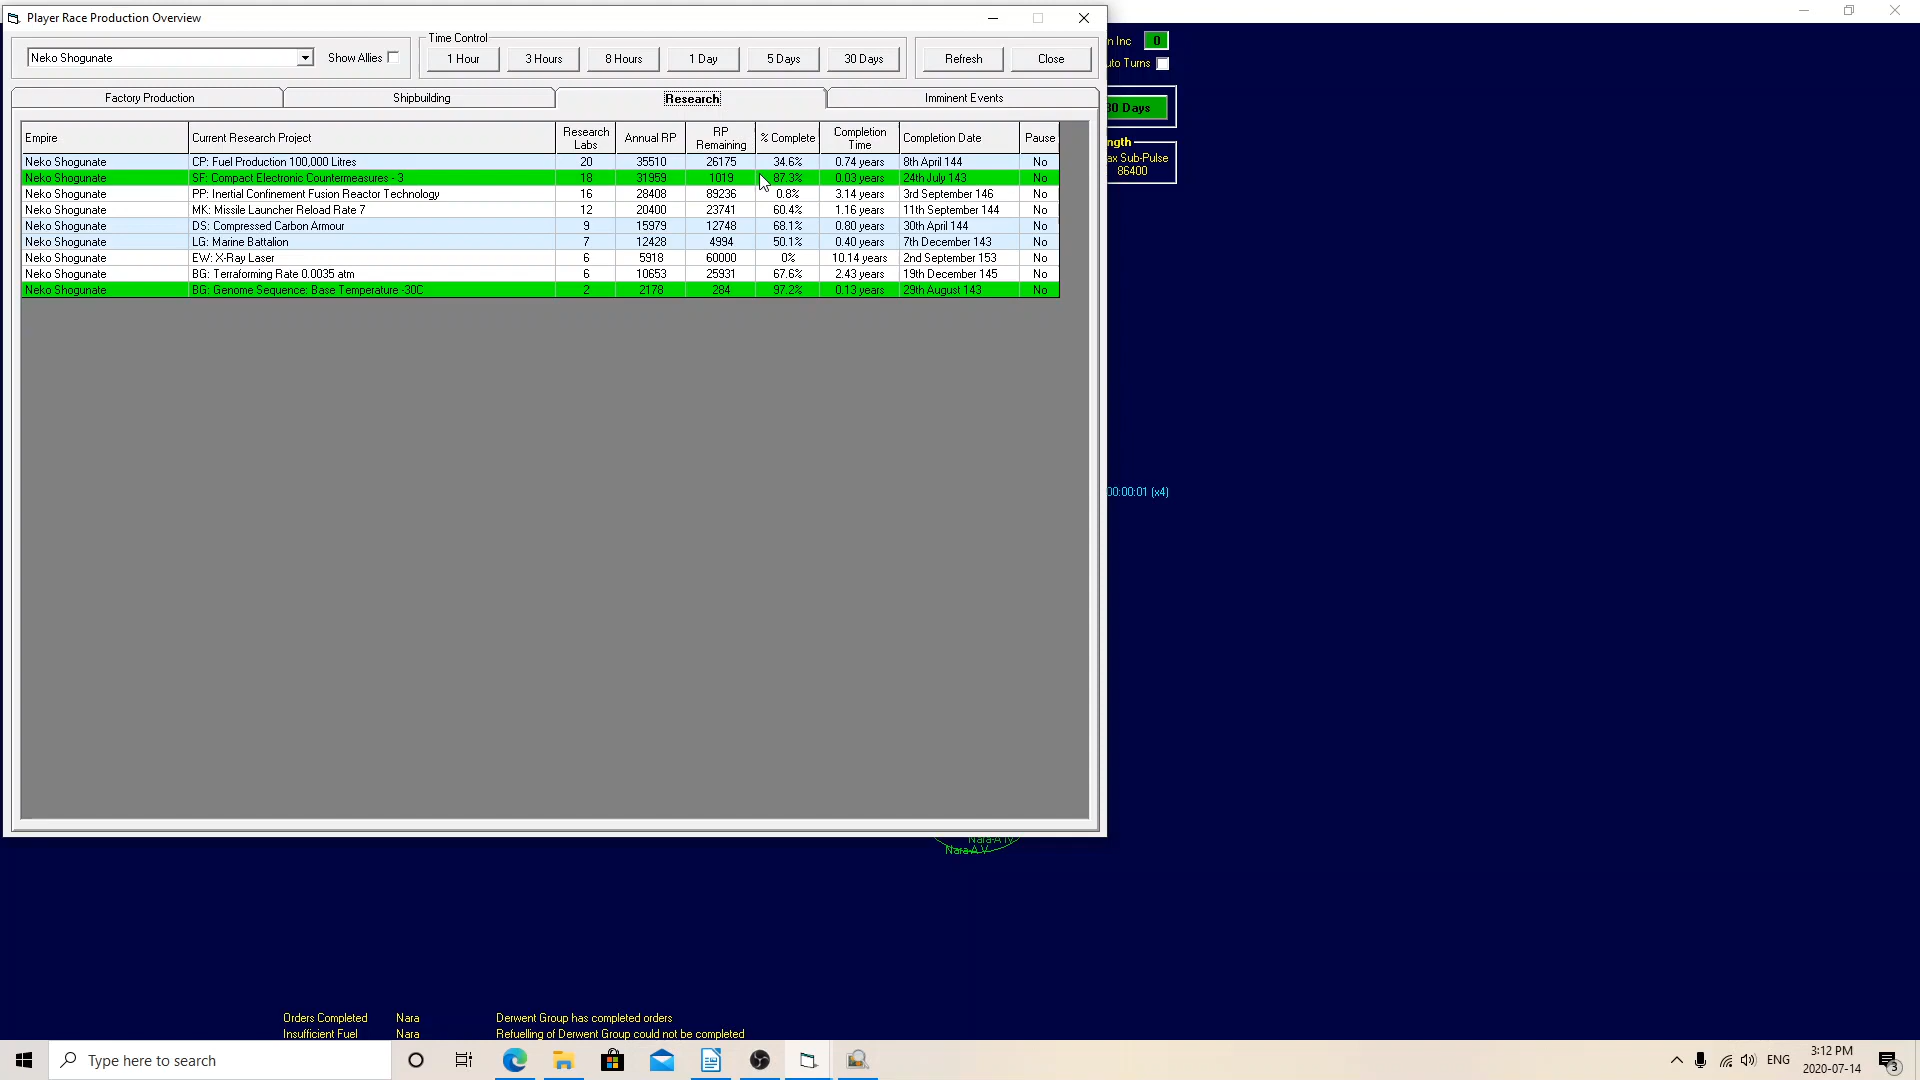 Player Race Production Overview
Neko Shogunate
Show Allies
Time Control
1 Hour
3 Hours
8 Hours
1 Day
5 Days
30 Days
Refresh
Close
Factory Production
Shipbuilding
Research
Imminent Events
Empire Current Research Project Research Labs Annual RP RP Remaining % Complete Completion Time Completion Date Pause
Neko Shogunate CP: Fuel Production 100,000 Litres 20 35510 26175 34.6% 0.74 years 8th April 144 No
Neko Shogunate SF: Compact Electronic Countermeasures - 3 18 31959 1019 87.3% 0.03 years 24th July 143 No
Neko Shogunate PP: Inertial Confinement Fusion Reactor Technology 16 28408 89236 0.8% 3.14 years 3rd September 146 No
Neko Shogunate MK: Missile Launcher Reload Rate 7 12 20400 23741 60.4% 1.16 years 11th September 144 No
Neko Shogunate DS: Compressed Carbon Armour 9 15979 12748 68.1% 0.80 years 30th April 144 No
Neko Shogunate LG: Marine Battalion 7 12428 4994 50.1% 0.40 years 7th December 143 No
Neko Shogunate EW: X-Ray Laser 6 5918 60000 0% 10.14 years 2nd September 153 No
Neko Shogunate BG: Terraforming Rate 0.0035 atm 6 10653 25931 67.6% 2.43 years 19th December 145 No
Neko Shogunate BG: Genome Sequence: Base Temperature -30C 2 2178 284 97.2% 0.13 years 29th August 143 No
n Inc 0
uto Turns
30 Days
ngth
ax Sub-Pulse
86400
00:00:01 (x4)
Nara-A IV
Nara-A V
Orders Completed Nara Derwent Group has completed orders
Insufficient Fuel Nara Refuelling of Derwent Group could not be completed
Type here to search
ENG
3:12 PM
2020-07-14
3